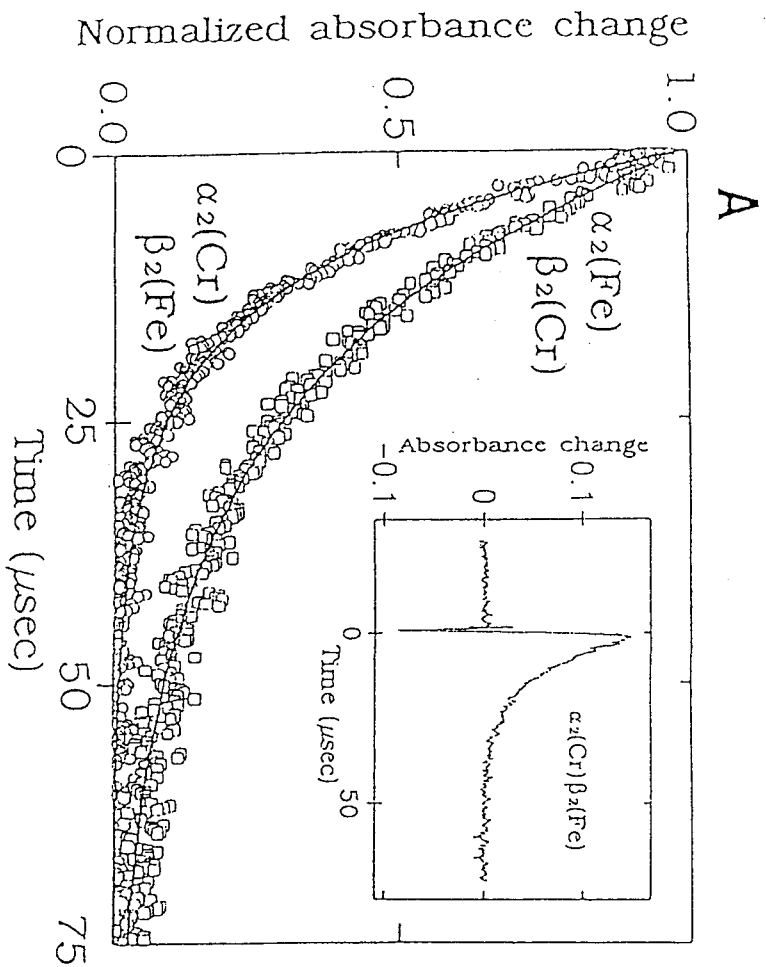 A
Normalized absorbance change
1.0
0.5
0.0
0
25
50
75
Time (μsec)
α₂(Fe)
β₂(Cr)
α₂(Cr)
β₂(Fe)
Absorbance change
0.1
0
-0.1
0
50
Time (μsec)
α₂(Cr)β₂(Fe)